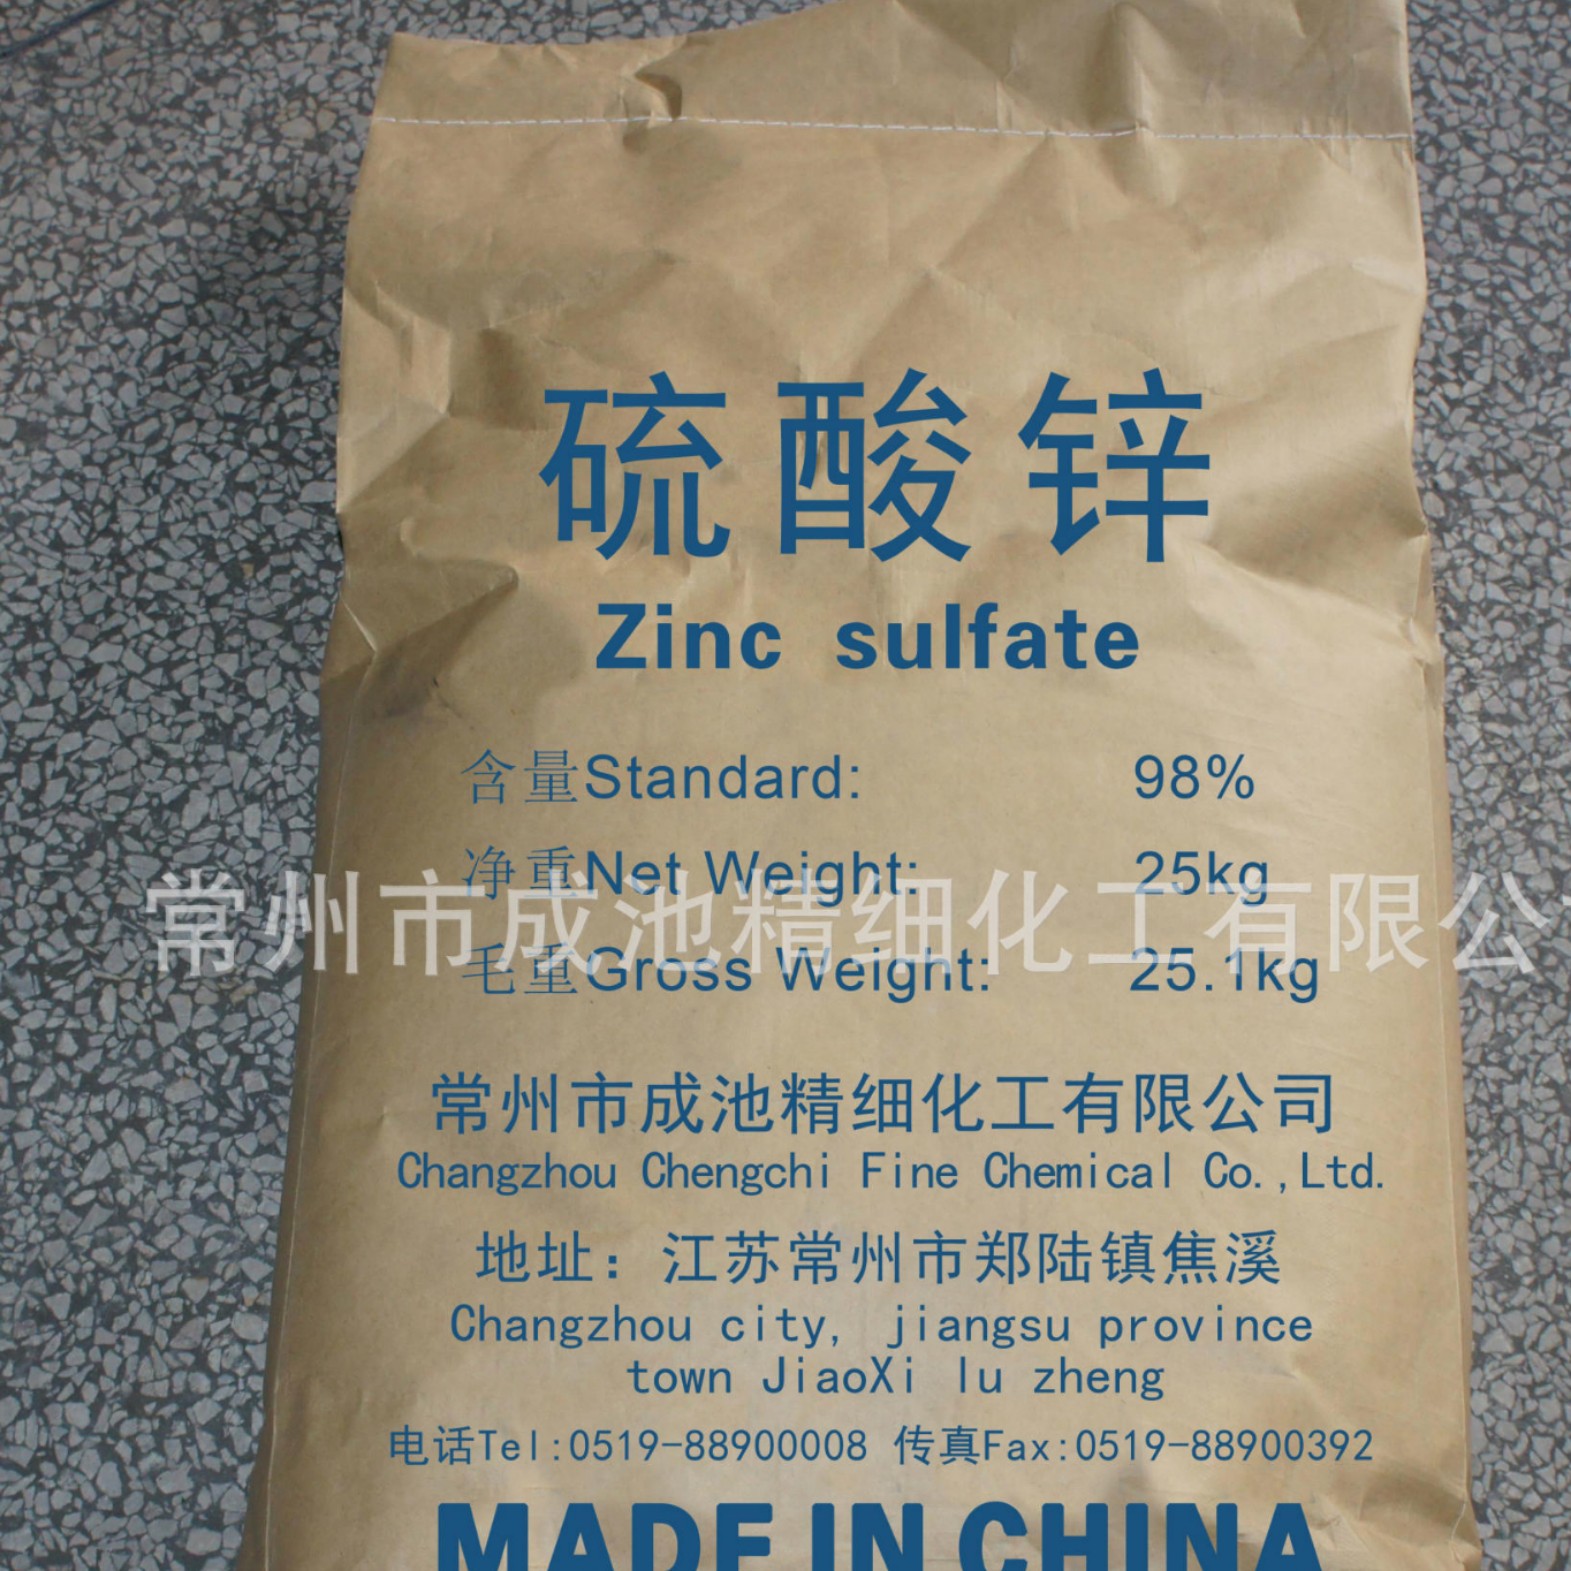 硫酸锌
Zinc sulfate
含量Standard: 98%
净重Net Weight: 25kg
常州市成池精细化工有限公
毛重Gross Weight: 25.1kg
常州市成池精细化工有限公司
Changzhou Chengchi Fine Chemical Co.,Ltd.
地址：江苏常州市郑陆镇焦溪
Changzhou city, jiangsu province
town JiaoXi lu zheng
电话Tel:0519-88900008 传真Fax:0519-88900392
MADE IN CHINA